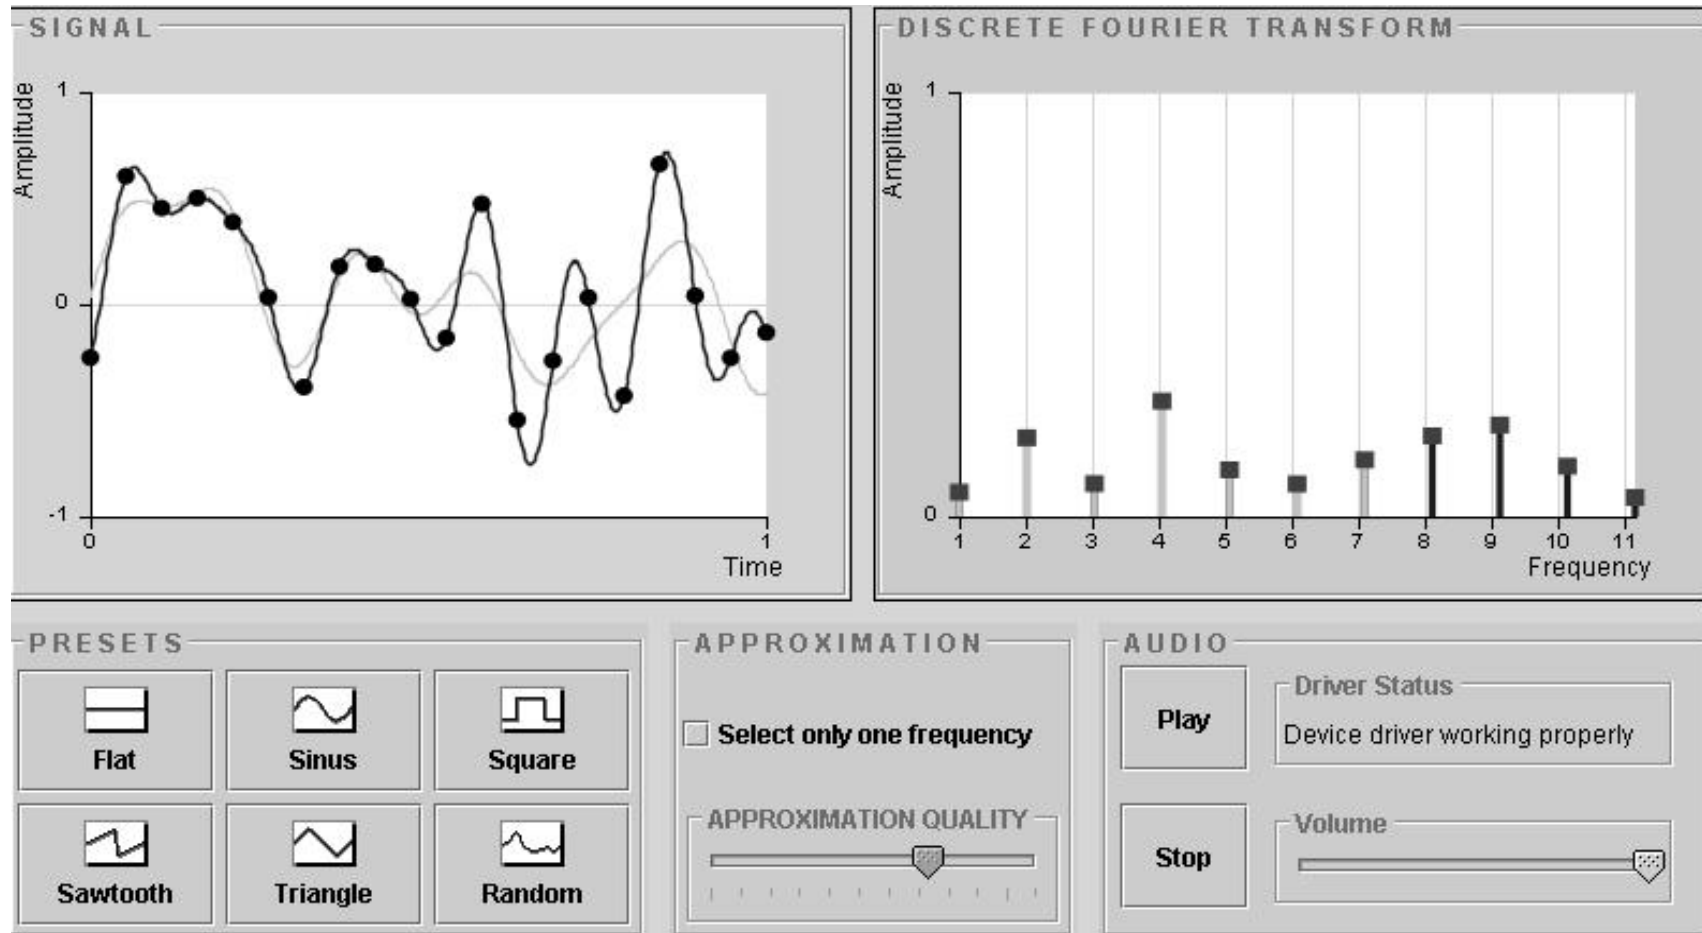 SIGNAL
Amplitude
1
0
-1
0
1
Time
DISCRETE FOURIER TRANSFORM
Amplitude
1
0
1 2 3 4 5 6 7 8 9 10 11
Frequency
PRESETS
Flat
Sinus
Square
Sawtooth
Triangle
Random
APPROXIMATION
Select only one frequency
APPROXIMATION QUALITY
AUDIO
Play
Driver Status
Device driver working properly
Stop
Volume